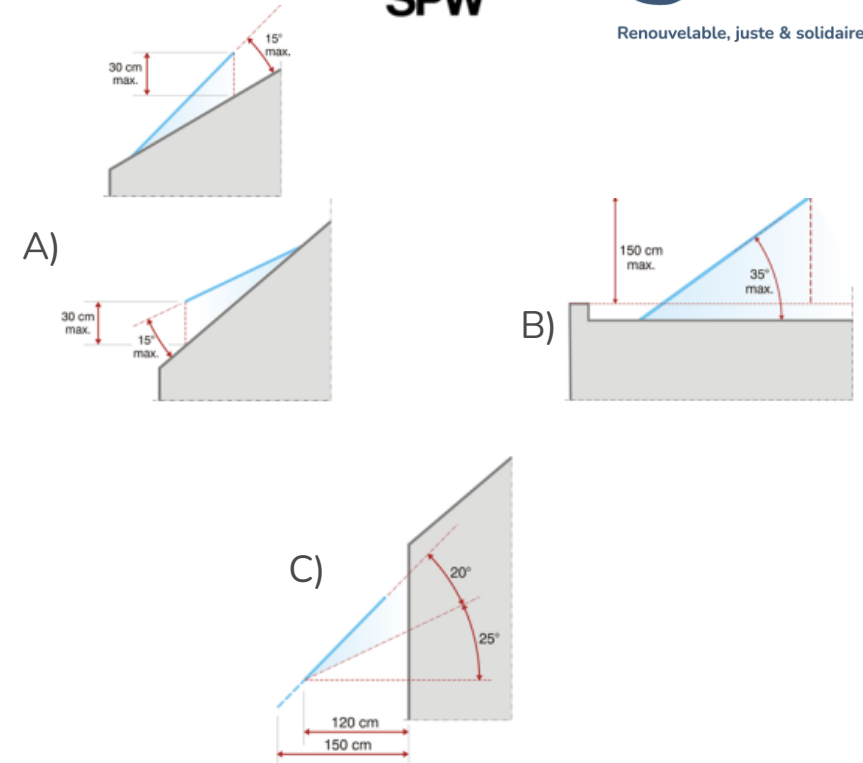 SPW
Renouvelable, juste & solidaire
15°
max.
30 cm
max.
A)
30 cm
max.
15°
max.
150 cm
max.
35°
max.
B)
C)
20°
25°
120 cm
150 cm